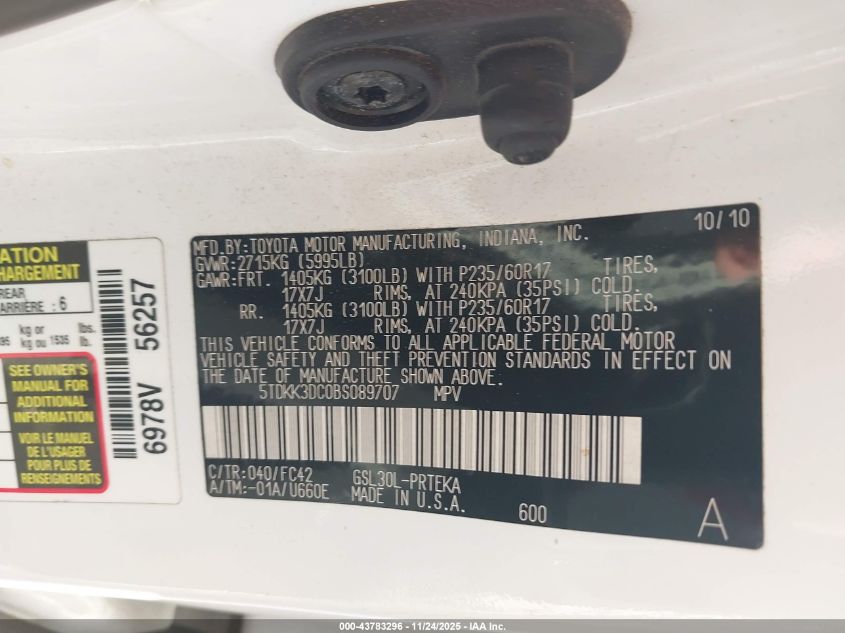 ATION
HARGEMENT
REAR
ARRIÈRE : 6
95 kg or lbs.
kg ou 1535 lb
SEE OWNER'S
MANUAL FOR
ADDITIONAL
INFORMATION
VOIR LE MANUEL
DE L'USAGER
POUR PLUS DE
RENSEIGNEMENTS
6978V 56257
10/10
MFD.BY:TOYOTA MOTOR MANUFACTURING, INDIANA, INC.
GVWR:2715KG (5995LB)
GAWR:FRT. 1405KG (3100LB) WITH P235/60R17 TIRES,
17X7J RIMS, AT 240KPA (35PSI) COLD.
RR. 1405KG (3100LB) WITH P235/60R17 TIRES,
17X7J RIMS, AT 240KPA (35PSI) COLD.
THIS VEHICLE CONFORMS TO ALL APPLICABLE FEDERAL MOTOR
VEHICLE SAFETY AND THEFT PREVENTION STANDARDS IN EFFECT ON
THE DATE OF MANUFACTURE SHOWN ABOVE.
5TDKK3DC0BS089707 MPV
C/TR:040/FC42 GSL30L-PRTEKA
A/TM:-01A/U660E MADE IN U.S.A.
600
A
000-43783296 - 11/24/2025 - IAA Inc.